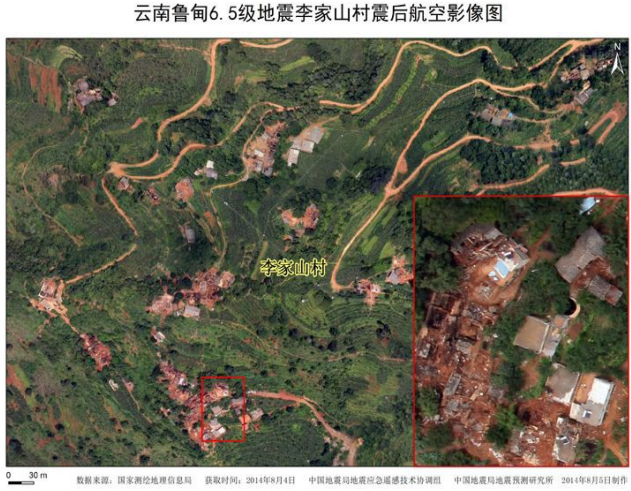 云南鲁甸6.5级地震李家山村震后航空影像图
N
李家山村
0 30 m
数据来源：国家测绘地理信息局 获取时间：2014年8月4日 中国地震局地震应急遥感技术协调组 中国地震局地震预测研究所 2014年8月5日制作